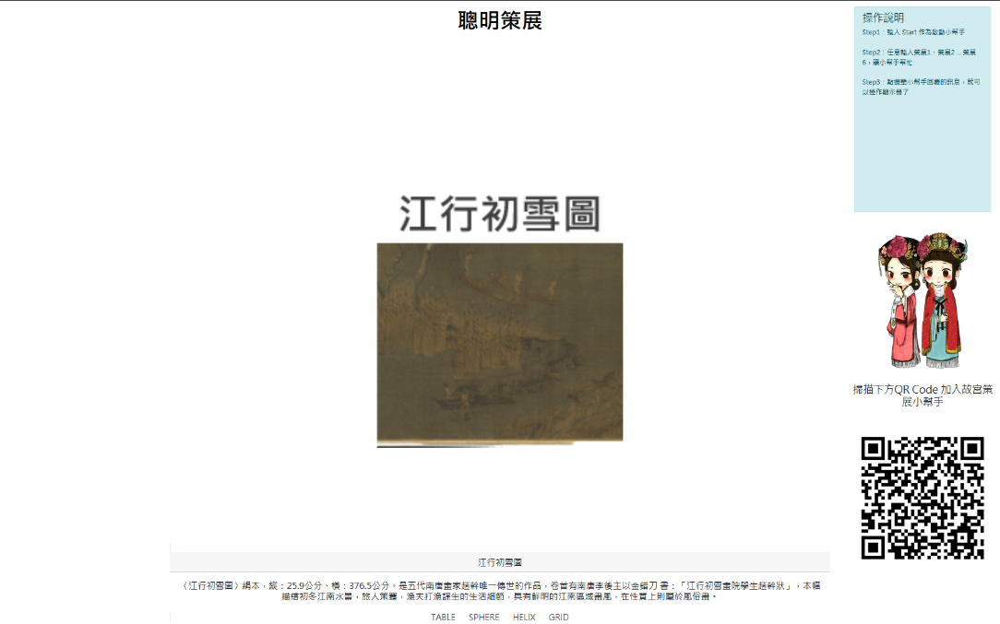 聰明策展
操作說明
Step1：輸入 Start 作為啟動小幫手
Step2：任意輸入策展1、策展2 ... 策展
6，讓小幫手幫忙
Step3：點選聽小幫手回覆的訊息，就可
以操作顯示器了
江行初雪圖
掃描下方QR Code 加入故宮策
展小幫手
江行初雪圖
〈江行初雪圖〉絹本，縱：25.9公分、橫：376.5公分。是五代南唐畫家趙幹唯一傳世的作品，卷首有南唐李後主以金錯刀 書：「江行初雪畫院學生趙幹狀」，本幅
描繪初冬江南水景，旅人策蹇，漁夫打漁謀生的生活細節，具有鮮明的江南區域畫風，在性質上則屬於風俗畫。
TABLE SPHERE HELIX GRID